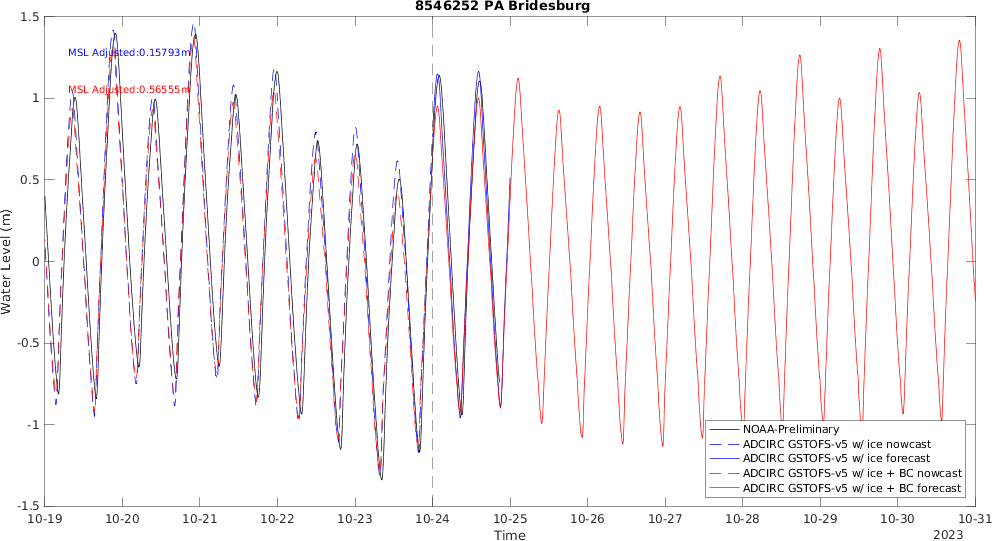 8546252 PA Bridesburg
MSL Adjusted:0.15793m
MSL Adjusted:0.56555m
Water Level (m)
1.5
1
0.5
0
-0.5
-1
-1.5
NOAA-Preliminary
ADCIRC GSTOFS-v5 w/ ice nowcast
ADCIRC GSTOFS-v5 w/ ice forecast
ADCIRC GSTOFS-v5 w/ ice + BC nowcast
ADCIRC GSTOFS-v5 w/ ice + BC forecast
10-19 10-20 10-21 10-22 10-23 10-24 10-25 10-26 10-27 10-28 10-29 10-30 10-31
Time
2023